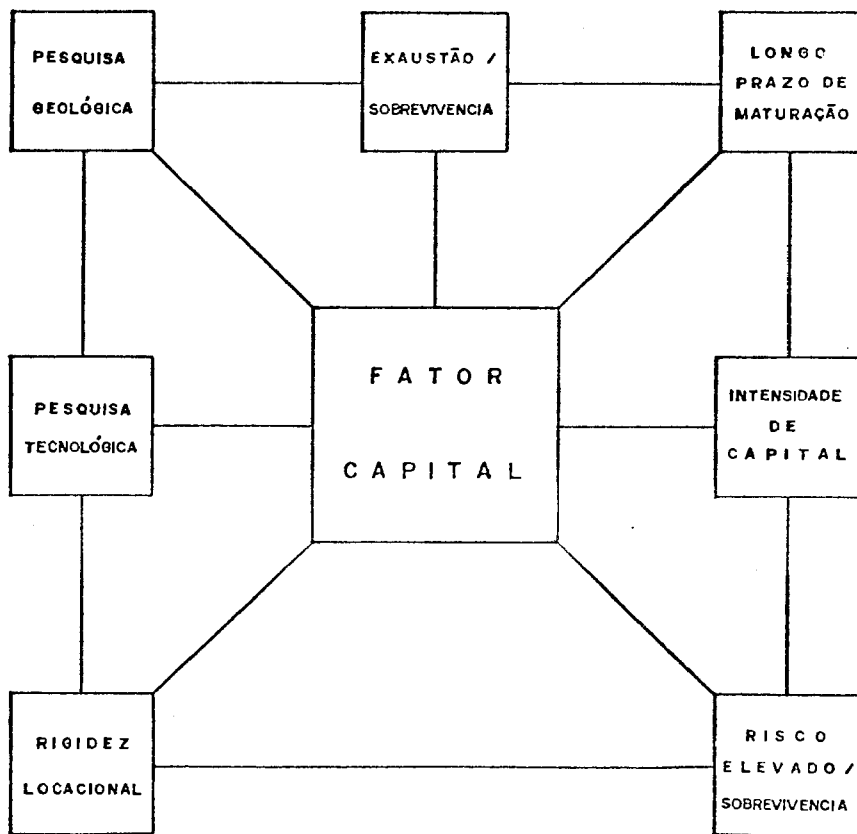 PESQUISA
GEOLÓGICA
EXAUSTÃO /
SOBREVIVENCIA
LONGO
PRAZO DE
MATURAÇÃO
FATOR
CAPITAL
PESQUISA
TECNOLÓGICA
INTENSIDADE
DE
CAPITAL
RIGIDEZ
LOCACIONAL
RISCO
ELEVADO /
SOBREVIVENCIA